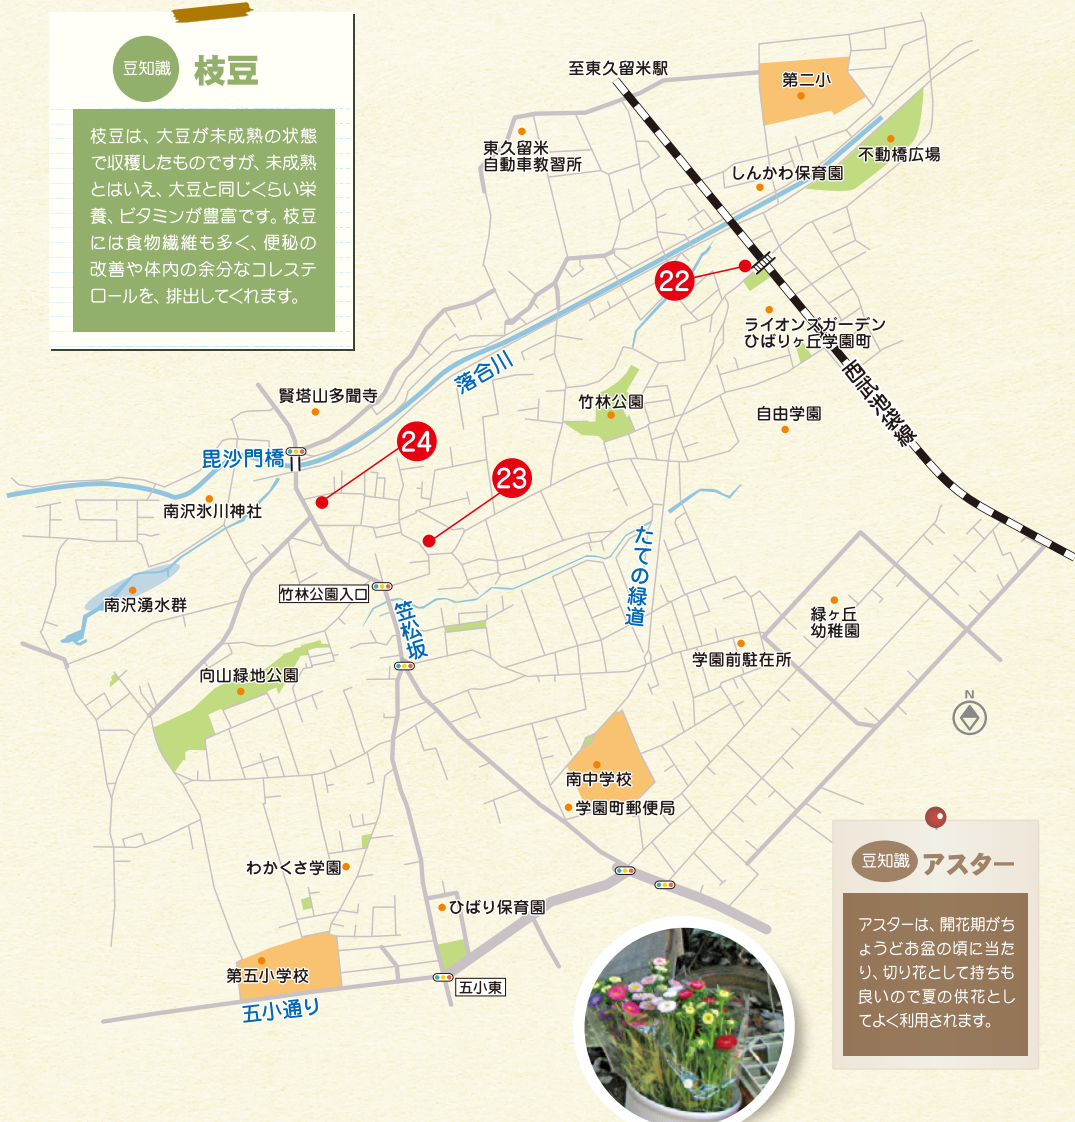 豆知識
枝豆
枝豆は、大豆が未成熟の状態
で収穫したものですが、未成熟
とはいえ、大豆と同じくらい栄
養、ビタミンが豊富です。枝豆
には食物繊維も多く、便秘の
改善や体内の余分なコレステ
ロールを、排出してくれます。
至東久留米駅
第二小
東久留米
自動車教習所
不動橋広場
しんかわ保育園
22
ライオンズガーデン
ひばりヶ丘学園町
西武池袋線
落合川
賢塔山多聞寺
竹林公園
自由学園
24
毘沙門橋
23
南沢氷川神社
たての緑道
竹林公園入口
南沢湧水群
笠松坂
緑ヶ丘
幼稚園
学園前駐在所
向山緑地公園
N
南中学校
学園町郵便局
わかくさ学園
ひばり保育園
第五小学校
五小東
五小通り
豆知識
アスター
アスターは、開花期がち
ょうどお盆の頃に当た
り、切り花として持ちも
良いので夏の供花とし
てよく利用されます。